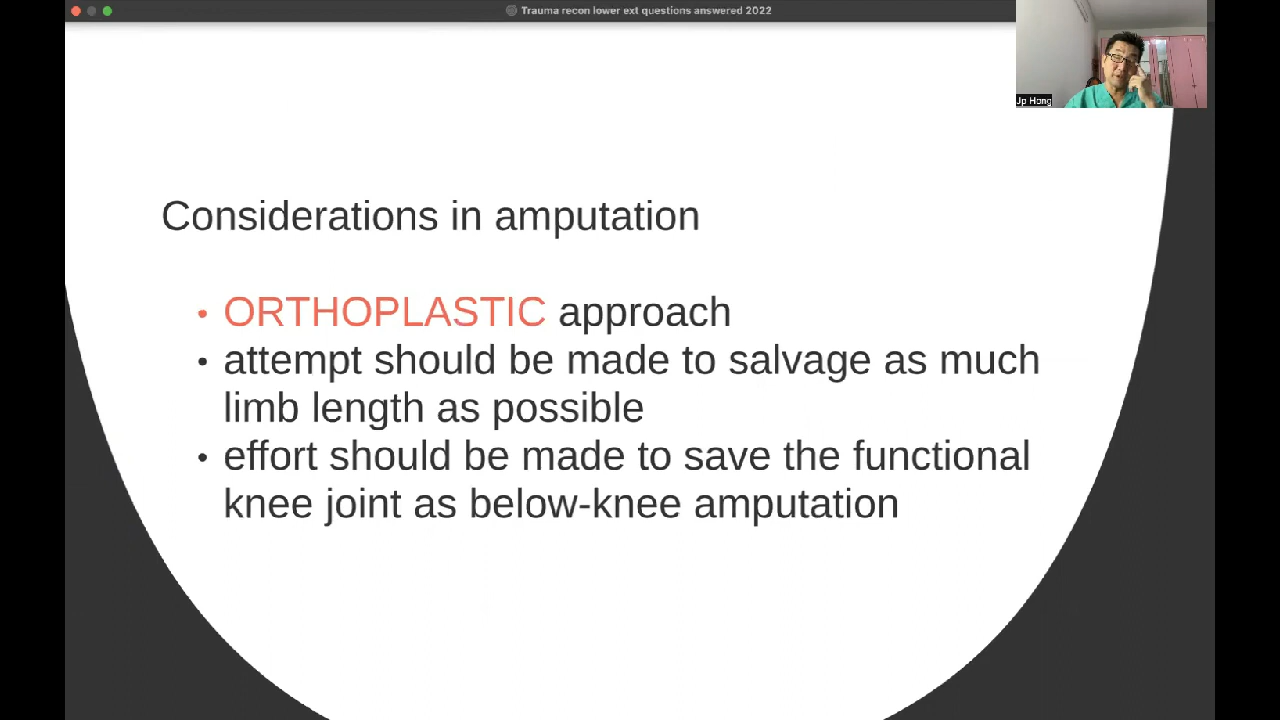 Trauma recon lower ext questions answered 2022
Jp Hong
Considerations in amputation
• ORTHOPLASTIC approach
• attempt should be made to salvage as much
limb length as possible
• effort should be made to save the functional
knee joint as below-knee amputation